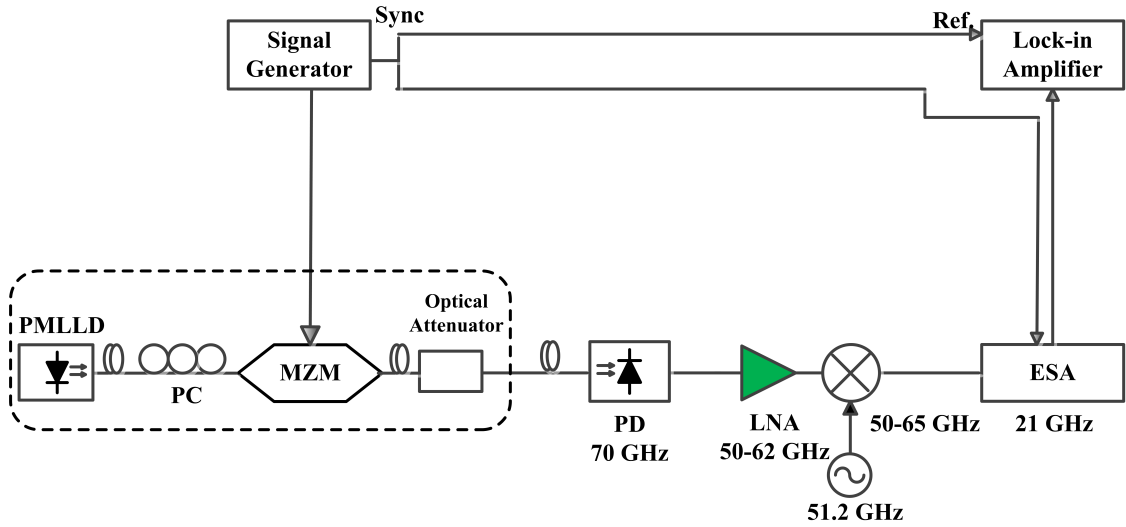 Sync
Ref.
Signal
Generator
Lock-in
Amplifier
Optical
Attenuator
PMLLD
PC
MZM
ESA
PD
70 GHz
LNA
50-62 GHz
50-65 GHz
21 GHz
51.2 GHz